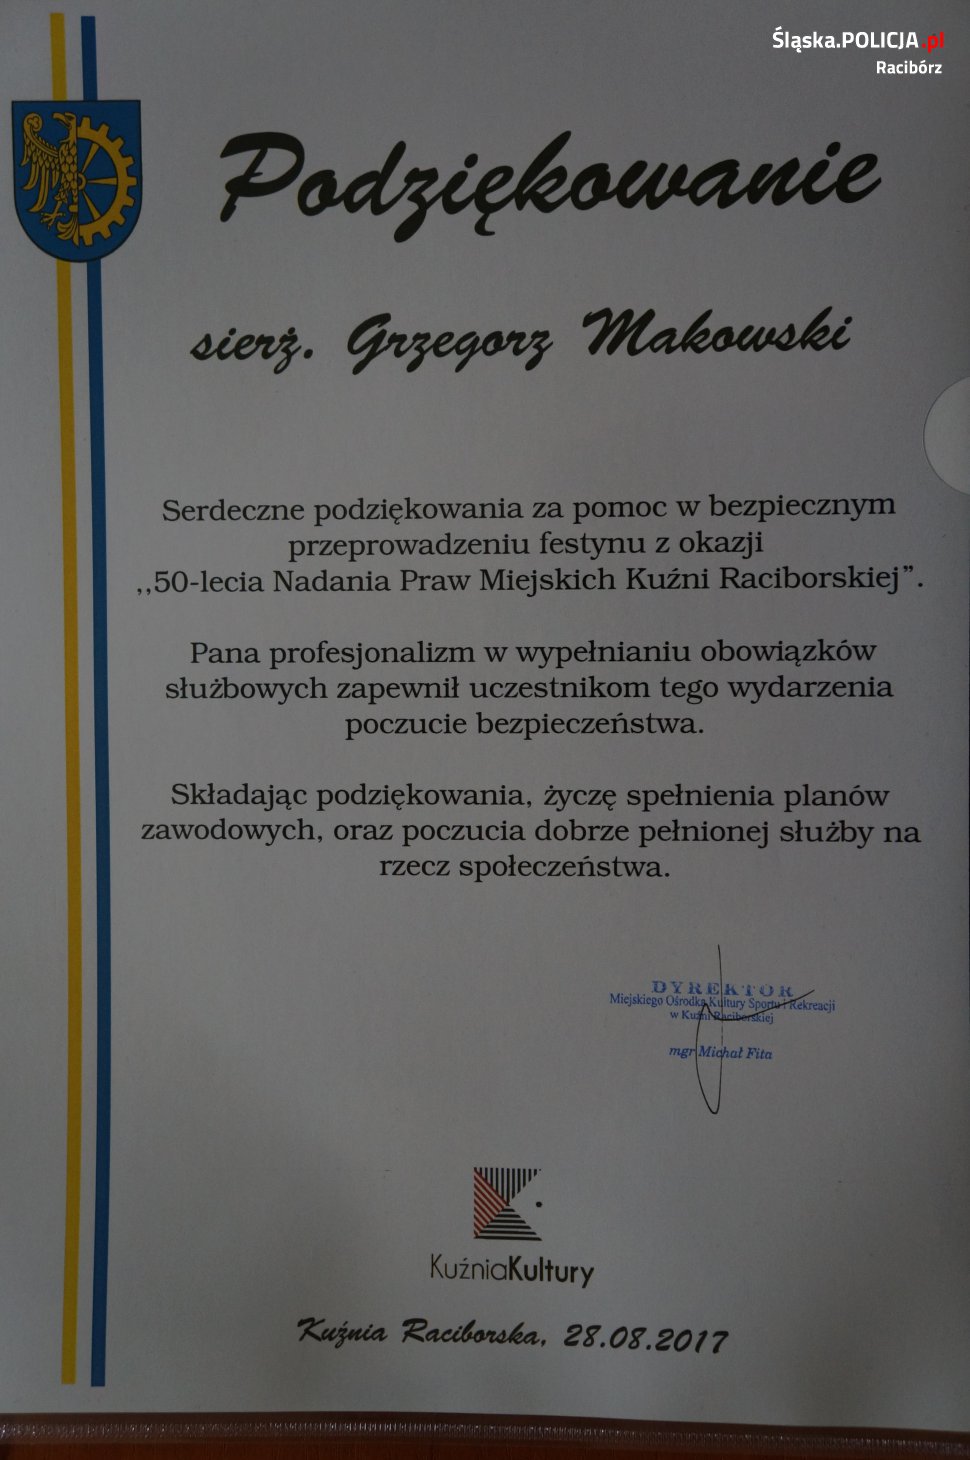 Śląska.POLICJA.pl
Racibórz
Podziękowanie
sierż. Grzegorz Makowski
Serdeczne podziękowania za pomoc w bezpiecznym
przeprowadzeniu festynu z okazji
,,50-lecia Nadania Praw Miejskich Kuźni Raciborskiej”.
Pana profesjonalizm w wypełnianiu obowiązków
służbowych zapewnił uczestnikom tego wydarzenia
poczucie bezpieczeństwa.
Składając podziękowania, życzę spełnienia planów
zawodowych, oraz poczucia dobrze pełnionej służby na
rzecz społeczeństwa.
DYREKTOR
Miejskiego Ośrodka Kultury Sportu i Rekreacji
w Kuźni Raciborskiej
mgr Michał Fita
KuźniaKultury
Kuźnia Raciborska, 28.08.2017